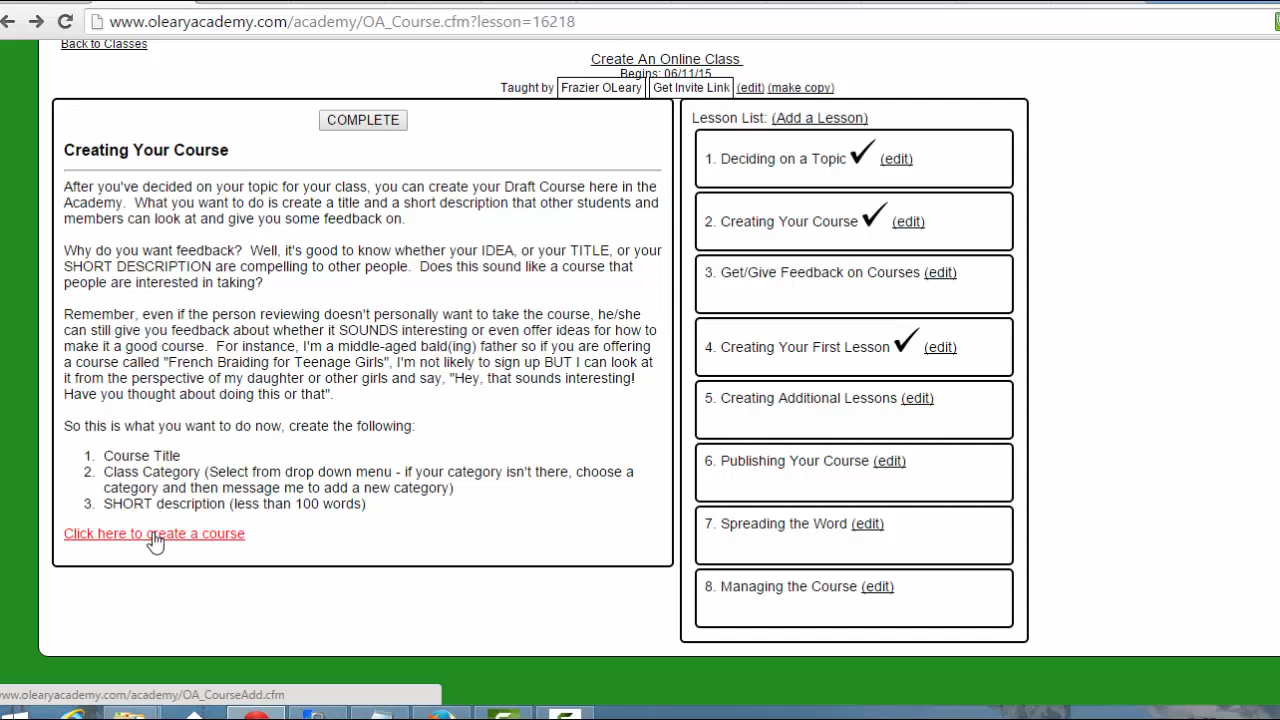 www.olearyacademy.com/academy/OA_Course.cfm?lesson=16218
Back to Classes
Create An Online Class
Begins: 06/11/15
Taught by Frazier OLeary Get Invite Link (edit) (make copy)
COMPLETE
Creating Your Course
After you've decided on your topic for your class, you can create your Draft Course here in the
Academy. What you want to do is create a title and a short description that other students and
members can look at and give you some feedback on.
Why do you want feedback? Well, it's good to know whether your IDEA, or your TITLE, or your
SHORT DESCRIPTION are compelling to other people. Does this sound like a course that
people are interested in taking?
Remember, even if the person reviewing doesn't personally want to take the course, he/she
can still give you feedback about whether it SOUNDS interesting or even offer ideas for how to
make it a good course. For instance, I'm a middle-aged bald(ing) father so if you are offering
a course called "French Braiding for Teenage Girls", I'm not likely to sign up BUT I can look at
it from the perspective of my daughter or other girls and say, "Hey, that sounds interesting!
Have you thought about doing this or that".
So this is what you want to do now, create the following:
1. Course Title
2. Class Category (Select from drop down menu - if your category isn't there, choose a
category and then message me to add a new category)
3. SHORT description (less than 100 words)
Click here to create a course
Lesson List: (Add a Lesson)
1. Deciding on a Topic (edit)
2. Creating Your Course (edit)
3. Get/Give Feedback on Courses (edit)
4. Creating Your First Lesson (edit)
5. Creating Additional Lessons (edit)
6. Publishing Your Course (edit)
7. Spreading the Word (edit)
8. Managing the Course (edit)
www.olearyacademy.com/academy/OA_CourseAdd.cfm